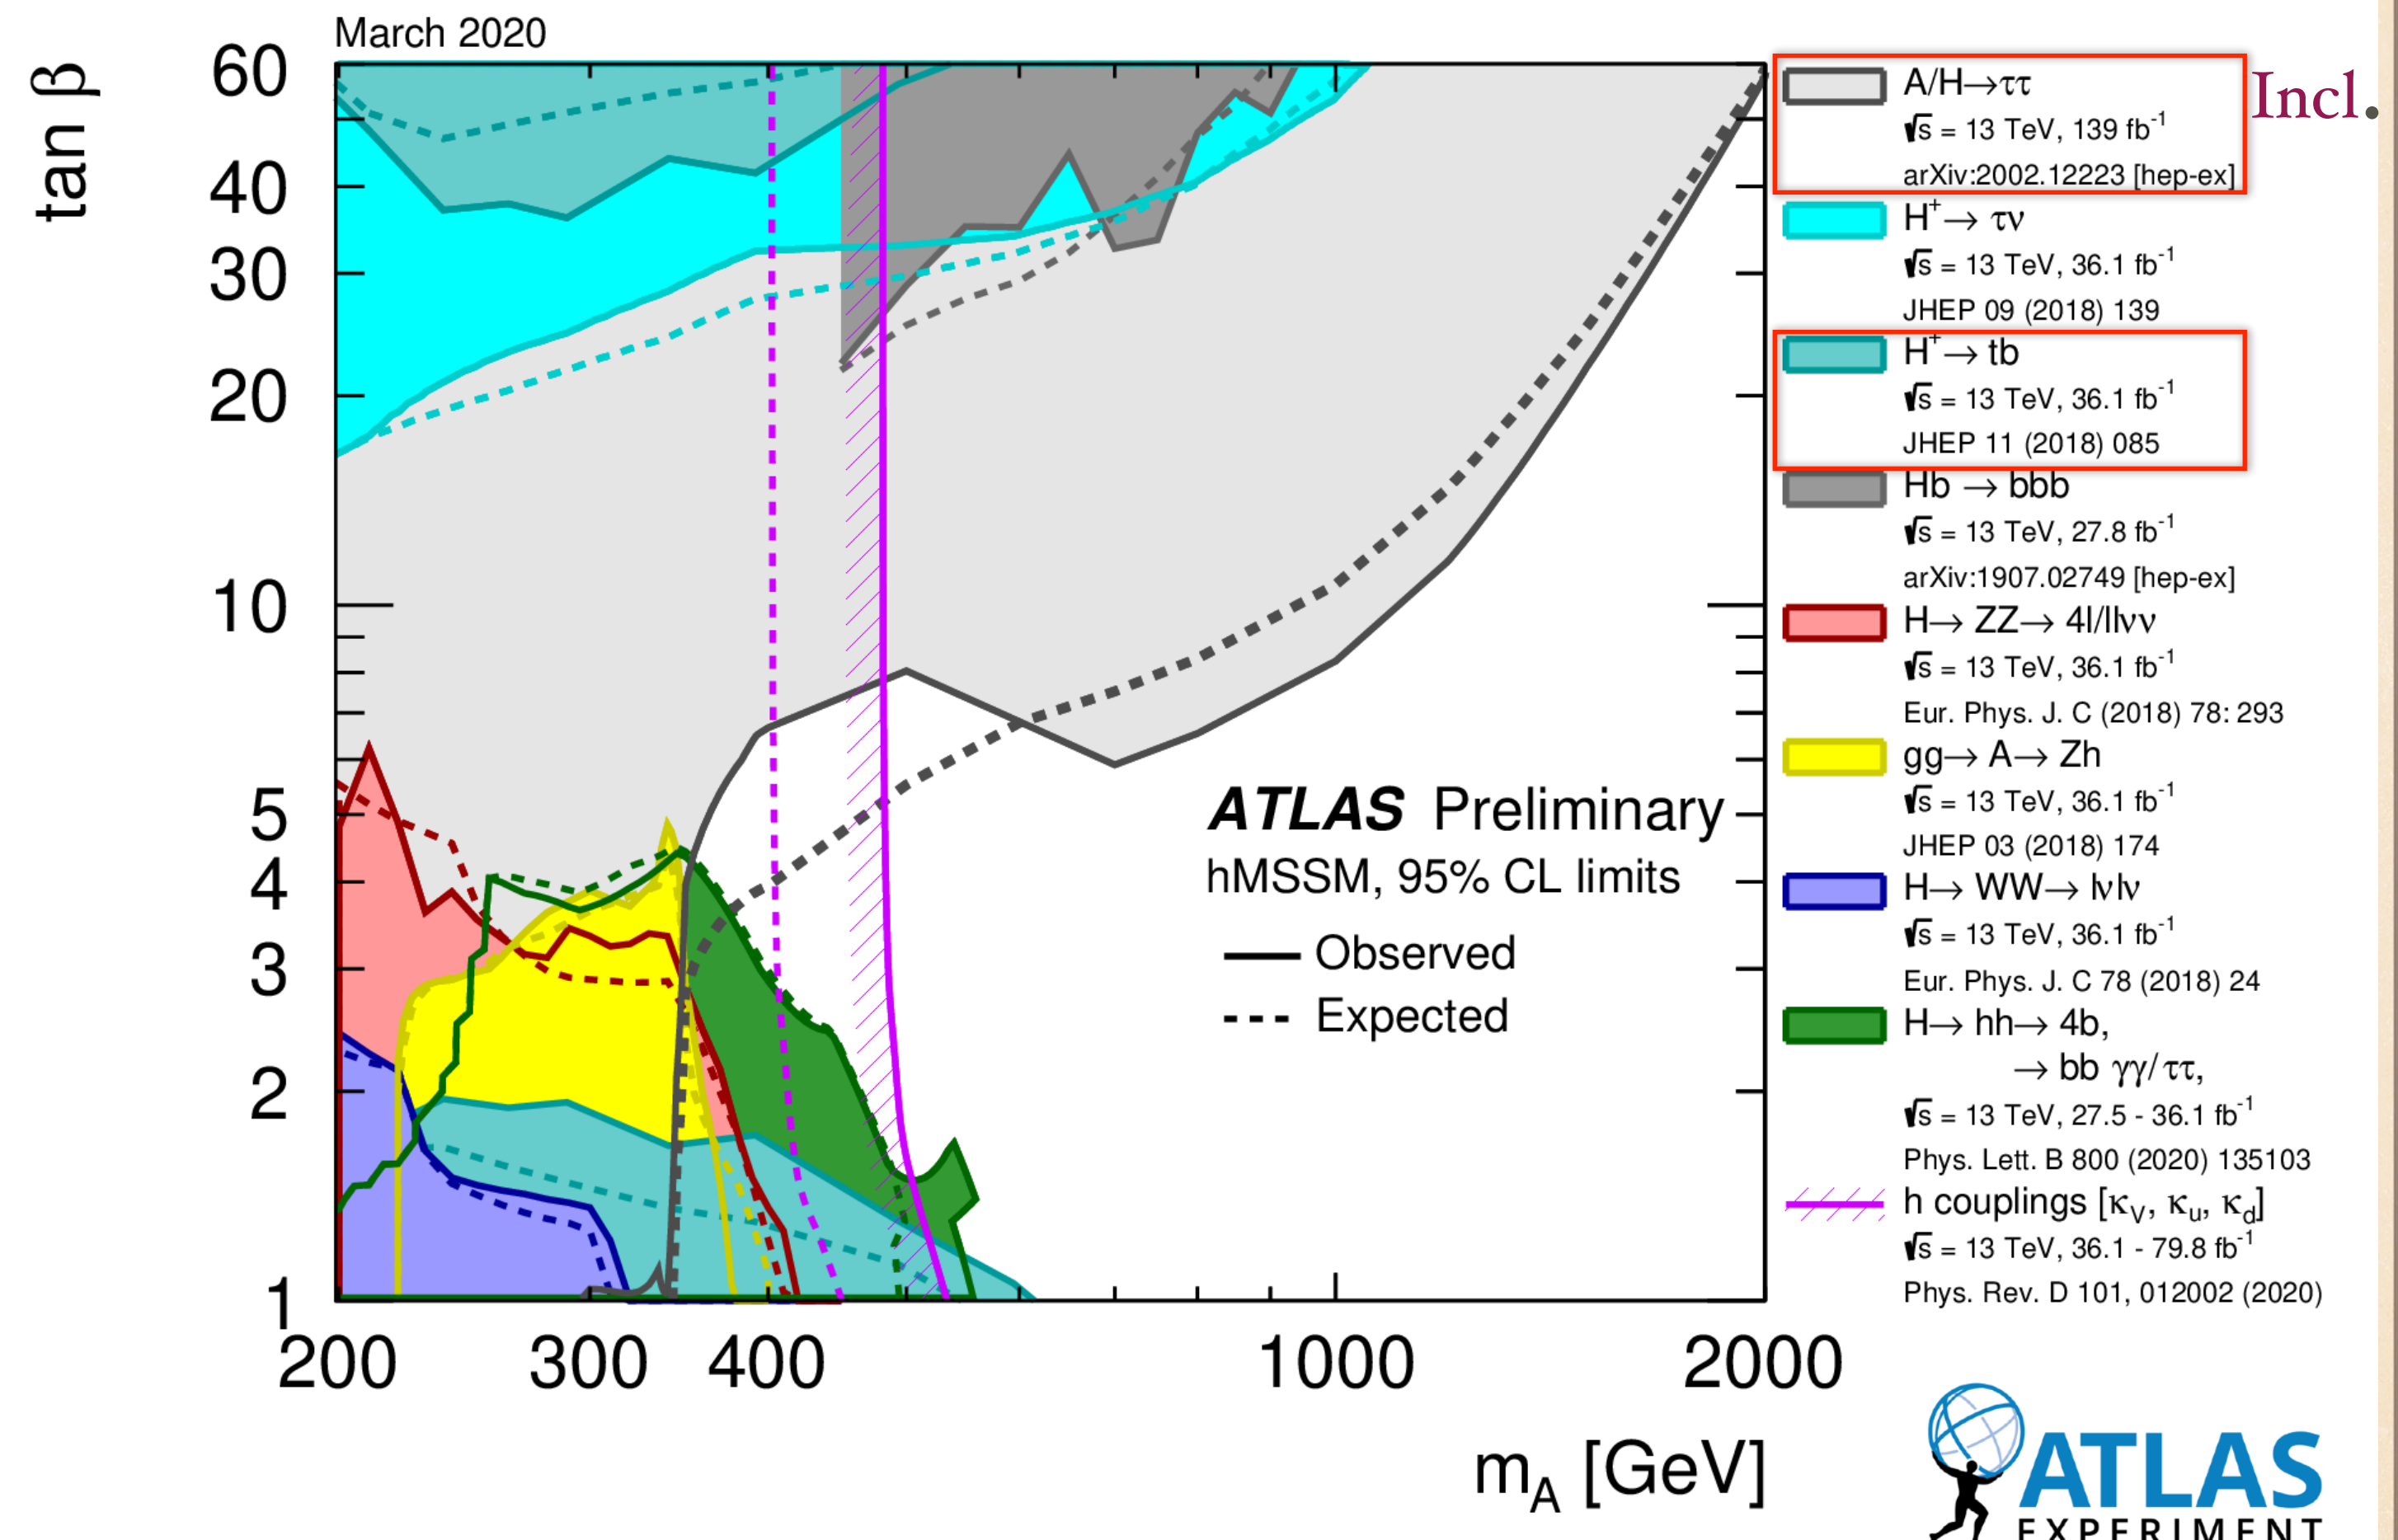 March 2020
tan β
60
40
30
20
10
5
4
3
2
1
200 300 400 1000 2000
m_A [GeV]
ATLAS Preliminary
hMSSM, 95% CL limits
Observed
Expected
A/H→ττ
√s = 13 TeV, 139 fb⁻¹
arXiv:2002.12223 [hep-ex]
Incl.
H⁺→ τν
√s = 13 TeV, 36.1 fb⁻¹
JHEP 09 (2018) 139
H⁺→ tb
√s = 13 TeV, 36.1 fb⁻¹
JHEP 11 (2018) 085
Hb → bbb
√s = 13 TeV, 27.8 fb⁻¹
arXiv:1907.02749 [hep-ex]
H→ ZZ→ 4l/llνν
√s = 13 TeV, 36.1 fb⁻¹
Eur. Phys. J. C (2018) 78: 293
gg→ A→ Zh
√s = 13 TeV, 36.1 fb⁻¹
JHEP 03 (2018) 174
H→ WW→ lνlν
√s = 13 TeV, 36.1 fb⁻¹
Eur. Phys. J. C 78 (2018) 24
H→ hh→ 4b,
→ bb γγ/ττ,
√s = 13 TeV, 27.5 - 36.1 fb⁻¹
Phys. Lett. B 800 (2020) 135103
h couplings [κ_V, κ_u, κ_d]
√s = 13 TeV, 36.1 - 79.8 fb⁻¹
Phys. Rev. D 101, 012002 (2020)
ATLAS
EXPERIMENT